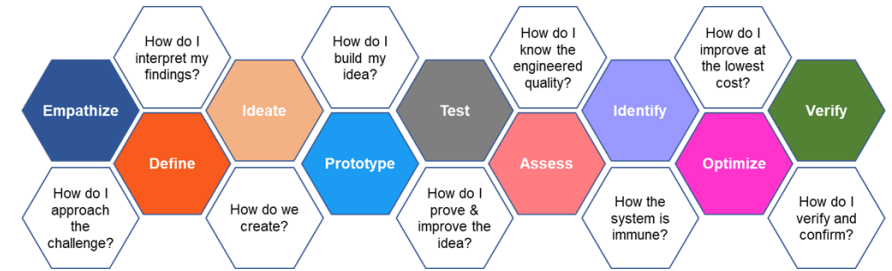 How do I
interpret my
findings?
How do I
build my
idea?
How do I
know the
engineered
quality?
How do I
improve at
the lowest
cost?
Empathize
Ideate
Test
Identify
Verify
Define
Prototype
Assess
Optimize
How do I
approach
the
challenge?
How do we
create?
How do I
prove &
improve the
idea?
How the
system is
immune?
How do I
verify and
confirm?